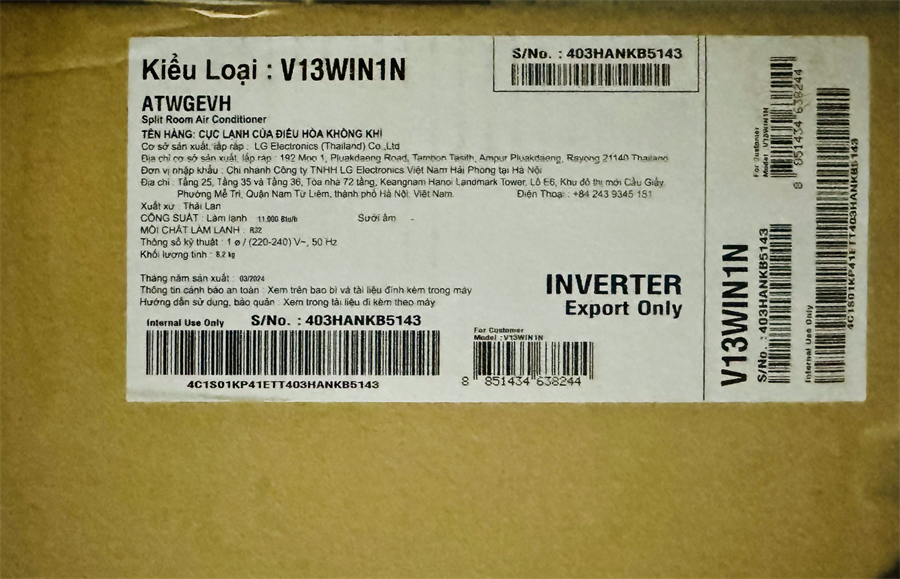 Kiểu Loại : V13WIN1N
S/No. : 403HANKB5143
ATWGEVH
Split Room Air Conditioner
TÊN HÀNG: CỤC LẠNH CỦA ĐIỀU HÒA KHÔNG KHÍ
Cơ sở sản xuất, lắp ráp : LG Electronics (Thailand) Co.,Ltd
Địa chỉ cơ sở sản xuất, lắp ráp : 192 Moo 1, Pluakdaeng Road, Tambon Tasith, Ampur Pluakdaeng, Rayong 21140 Thailand
Đơn vị nhập khẩu : Chi nhánh Công ty TNHH LG Electronics Việt Nam Hải Phòng tại Hà Nội
Địa chỉ : Tầng 25, Tầng 35 và Tầng 36, Tòa nhà 72 tầng, Keangnam Hanoi Landmark Tower, Lô E6, Khu đô thị mới Cầu Giấy,
Phường Mễ Trì, Quận Nam Từ Liêm, thành phố Hà Nội, Việt Nam. Điện Thoại : +84 243 9345 151
Xuất xứ : Thái Lan
CÔNG SUẤT : Làm lạnh 11,000 Btu/h Sưởi ấm -
MÔI CHẤT LÀM LẠNH : R32
Thông số kỹ thuật : 1 ø / (220-240) V~, 50 Hz
Khối lượng tịnh : 8.2 kg
Tháng năm sản xuất : 03/2024
Thông tin cảnh báo an toàn : Xem trên bao bì và tài liệu đính kèm trong máy
Hướng dẫn sử dụng, bảo quản : Xem trong tài liệu đi kèm theo máy
INVERTER
Export Only
Internal Use Only S/No. : 403HANKB5143
4C1S01KP41ETT403HANKB5143
For Customer
Model : V13WIN1N
8 851434 638244
V13WIN1N
S/No. : 403HANKB5143
For Customer
Model : V13WIN1N
8 851434 638244
Internal Use Only
4C1S01KP41ETT403HANKB5143